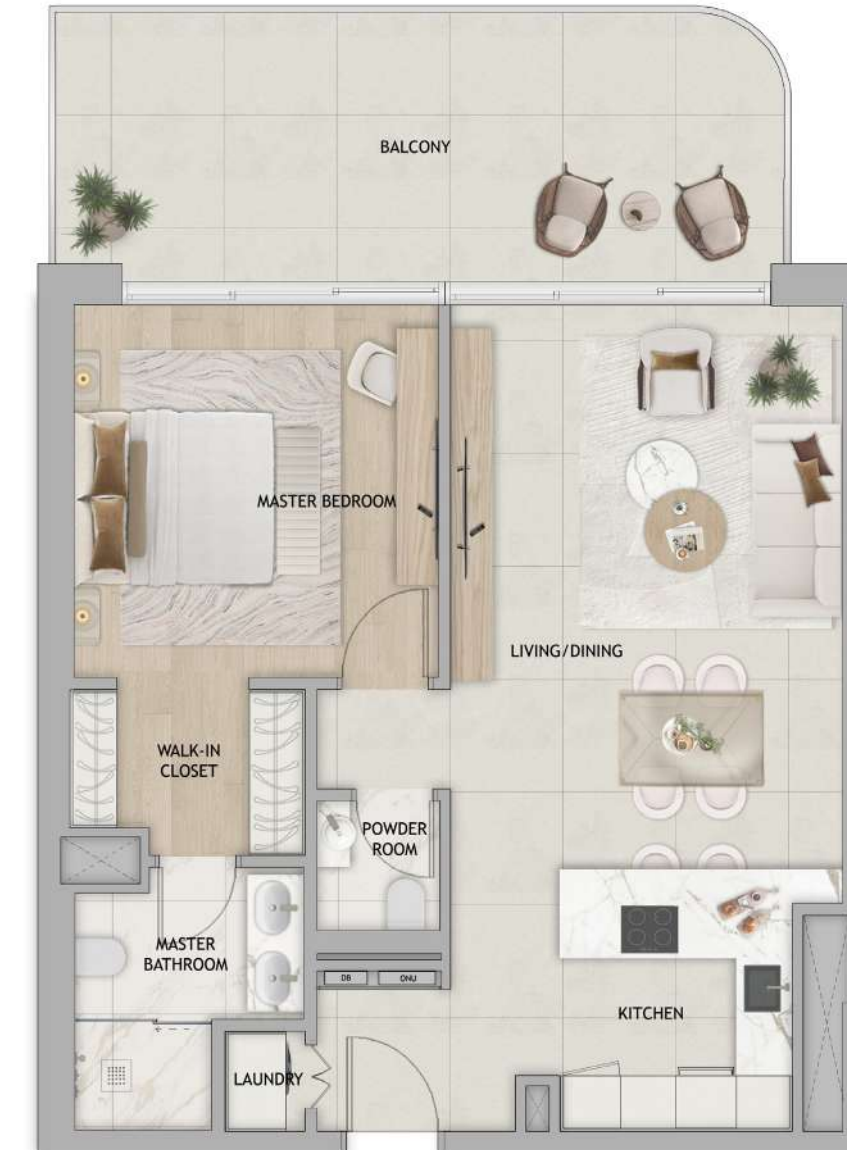 BALCONY
MASTER BEDROOM
LIVING/DINING
WALK-IN
CLOSET
POWDER
ROOM
MASTER
BATHROOM
DB
ONU
KITCHEN
LAUNDRY